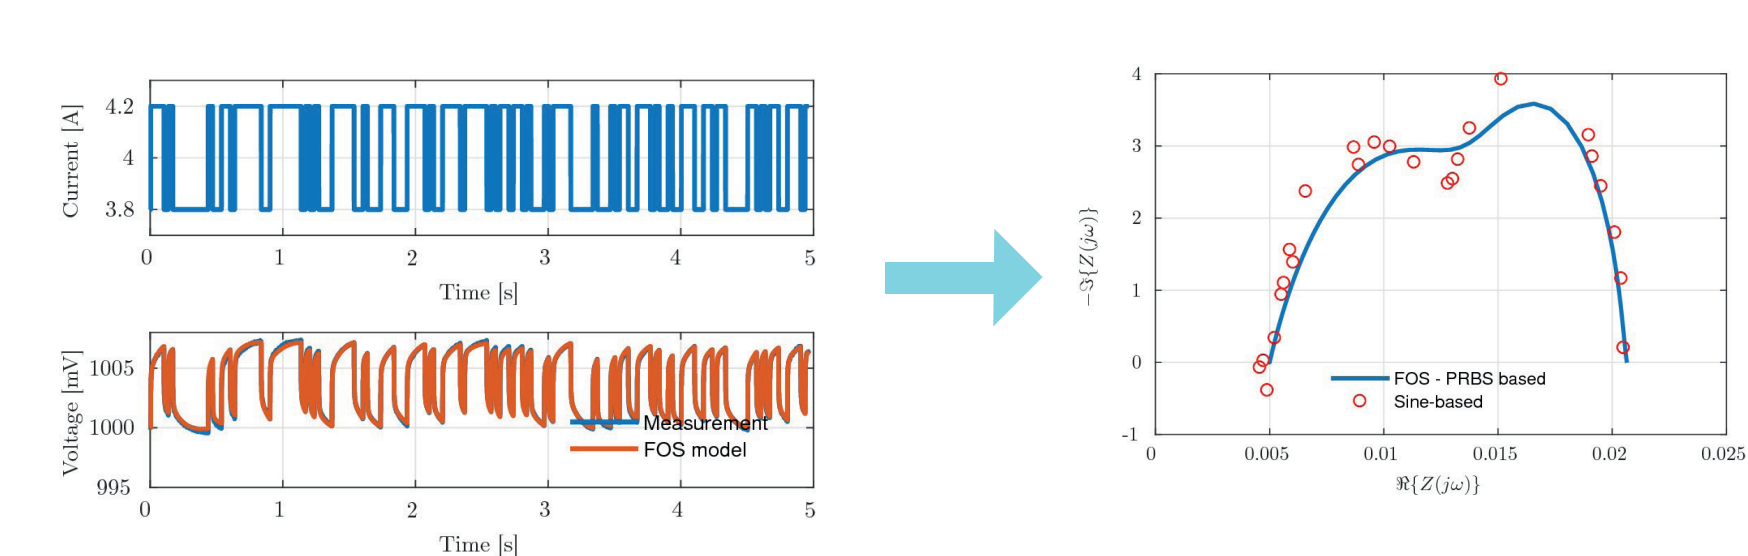 Current [A]
4.2
4
3.8
0 1 2 3 4 5
Time [s]
Voltage [mV]
1005
1000
995
Measurement
FOS model
0 1 2 3 4 5
Time [s]
−ℑ{Z(jω)}
4
3
2
1
0
-1
FOS - PRBS based
Sine-based
0 0.005 0.01 0.015 0.02 0.025
ℜ{Z(jω)}